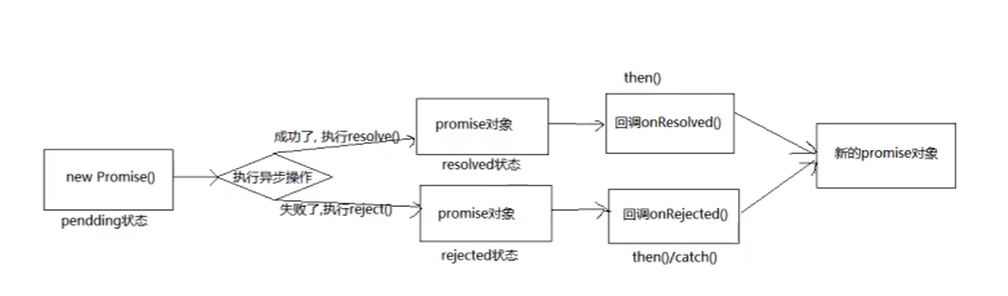 new Promise()
pendding状态
执行异步操作
成功了, 执行resolve()
promise对象
resolved状态
then()
回调onResolved()
失败了,执行reject()
promise对象
rejected状态
回调onRejected()
then()/catch()
新的promise对象